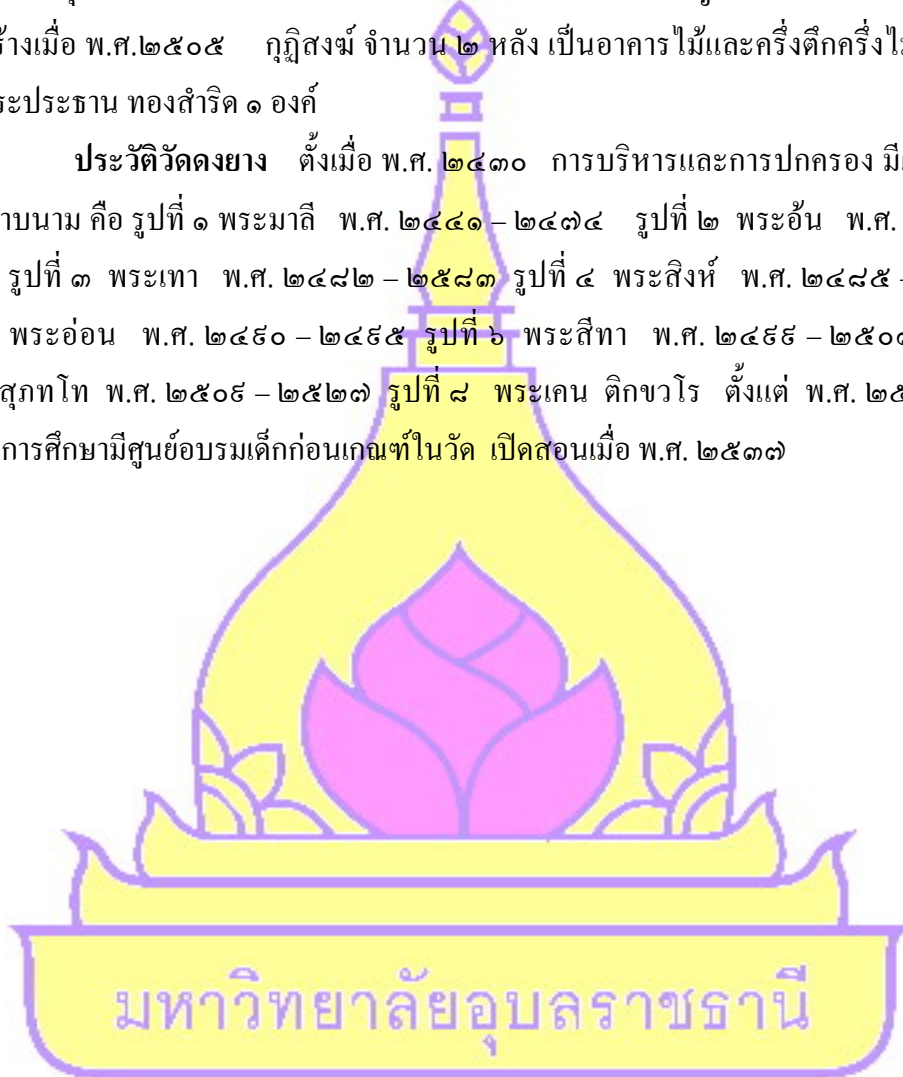 ร้างเมื่อ พ.ศ.๒๕๐๕ กุฏิสงฆ์ จำนวน ๒ หลัง เป็นอาคารไม้และครึ่งตึกครึ่งไ
ระประธาน ทองสำริด ๑ องค์
ประวัติวัดดงยาง ตั้งเมื่อ พ.ศ. ๒๔๓๐ การบริหารและการปกครอง มี
าบนาม คือ รูปที่ ๑ พระมาลี พ.ศ. ๒๔๔๑ – ๒๔๗๔ รูปที่ ๒ พระอ้น พ.ศ.
รูปที่ ๓ พระเทา พ.ศ. ๒๔๘๒ – ๒๕๘๓ รูปที่ ๔ พระสิงห์ พ.ศ. ๒๔๘๕ –
พระอ่อน พ.ศ. ๒๔๙๐ – ๒๔๙๕ รูปที่ ๖ พระสีทา พ.ศ. ๒๔๙๙ – ๒๕๐
สุภทโท พ.ศ. ๒๕๐๙ – ๒๕๒๗ รูปที่ ๘ พระเคน ติกขวโร ตั้งแต่ พ.ศ. ๒๕
การศึกษามีศูนย์อบรมเด็กก่อนเกณฑ์ในวัด เปิดสอนเมื่อ พ.ศ. ๒๕๓๗
มหาวิทยาลัยอุบลราชธานี